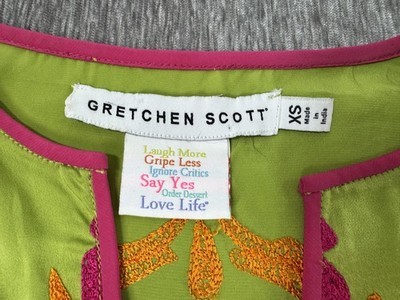 GRETCHEN SCOTT®
XS
Made
in
India
Laugh More
Gripe Less
Ignore Critics
Say Yes
Order Dessert
Love Life®